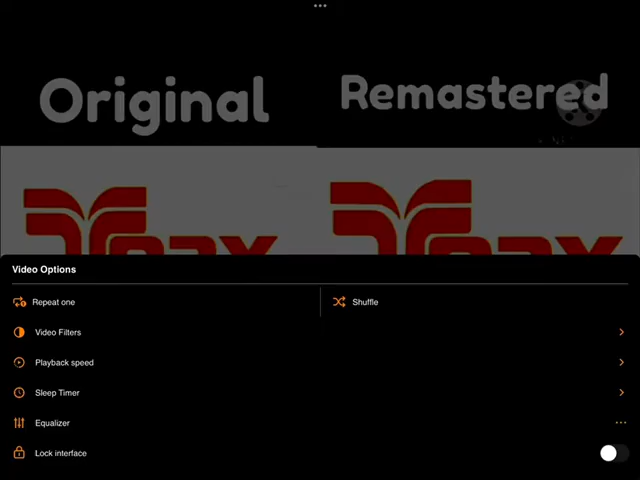 Original
Remastered
Video Options
Repeat one
Shuffle
Video Filters
Playback speed
Sleep Timer
Equalizer
Lock interface